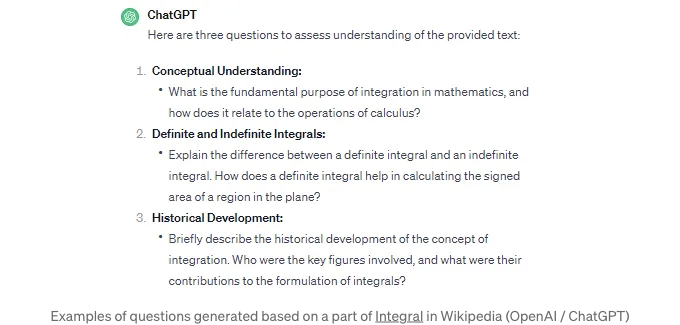 ChatGPT
Here are three questions to assess understanding of the provided text:
1. Conceptual Understanding:
• What is the fundamental purpose of integration in mathematics, and
how does it relate to the operations of calculus?
2. Definite and Indefinite Integrals:
• Explain the difference between a definite integral and an indefinite
integral. How does a definite integral help in calculating the signed
area of a region in the plane?
3. Historical Development:
• Briefly describe the historical development of the concept of
integration. Who were the key figures involved, and what were their
contributions to the formulation of integrals?
Examples of questions generated based on a part of Integral in Wikipedia (OpenAI / ChatGPT)